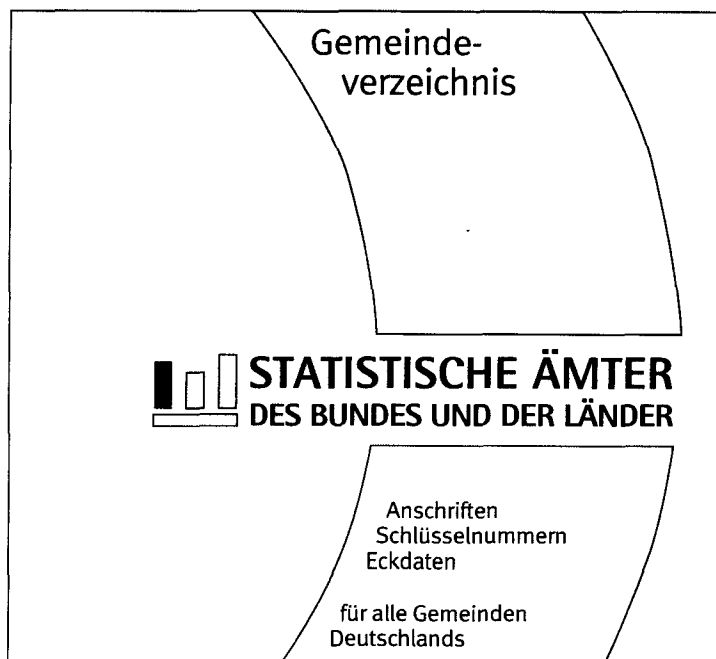 Gemeinde-
verzeichnis
STATISTISCHE ÄMTER
DES BUNDES UND DER LÄNDER
Anschriften
Schlüsselnummern
Eckdaten
für alle Gemeinden
Deutschlands